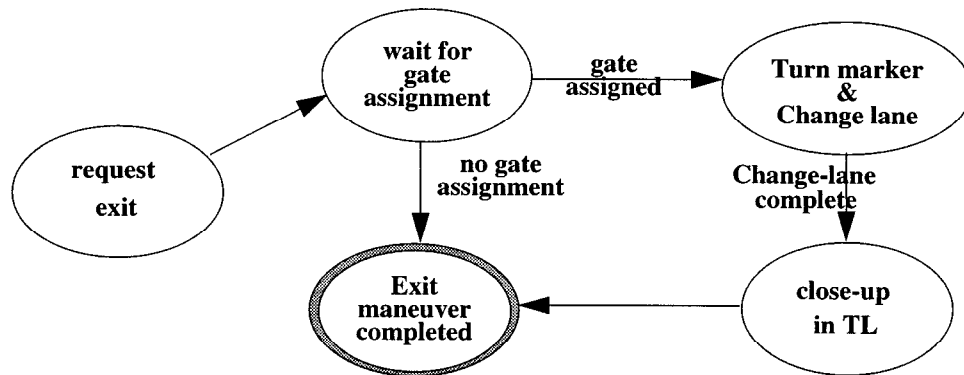 wait for
gate
assignment
gate
assigned
Turn marker
&
Change lane
request
exit
no gate
assignment
Change-lane
complete
Exit
maneuver
completed
close-up
in TL